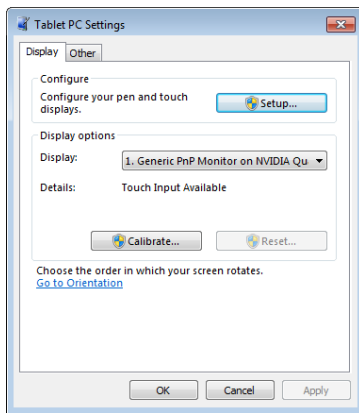 Tablet PC Settings
Display Other
Configure
Configure your pen and touch
displays.
Setup...
Display options
Display:
1. Generic PnP Monitor on NVIDIA Qu
Details:
Touch Input Available
Calibrate...
Reset...
Choose the order in which your screen rotates.
Go to Orientation
OK
Cancel
Apply